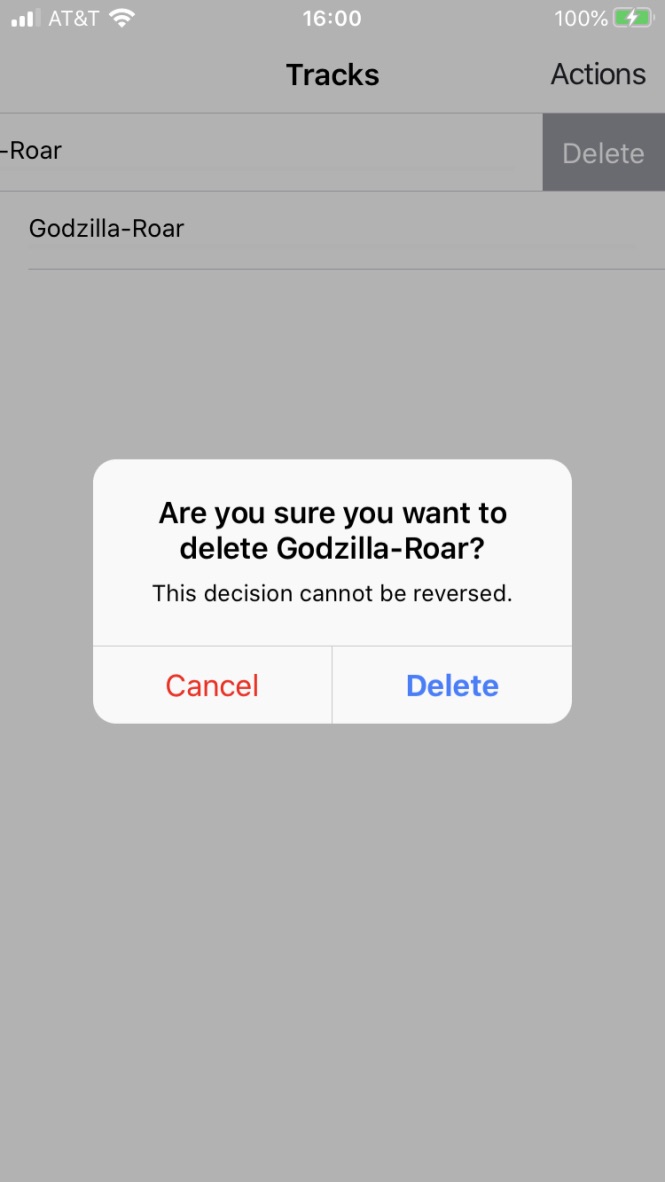 AT&T 16:00 100%
Tracks Actions
-Roar Delete
Godzilla-Roar
Are you sure you want to
delete Godzilla-Roar?
This decision cannot be reversed.
Cancel Delete